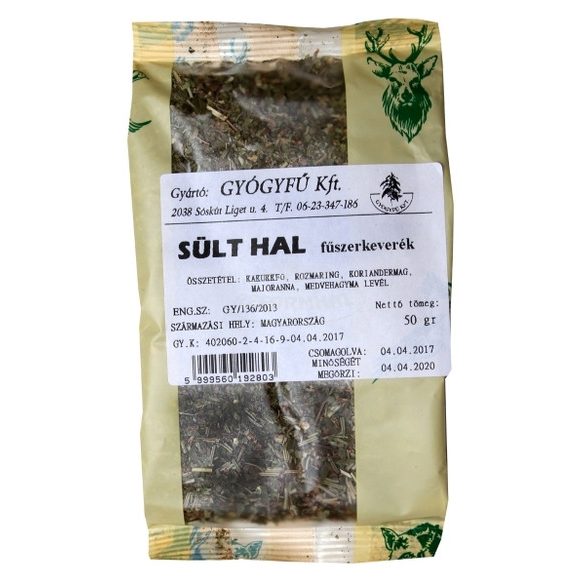 Gyártó: GYÓGYFŰ Kft.
2038 Sóskút Liget u. 4. T/F. 06-23-347-186
GYÓGYFŰ KFT.
SÜLT HAL fűszerkeverék
ÖSSZETÉTEL: KAKUKKFŰ, ROZMARING, KORIANDERMAG,
MAJORANNA, MEDVEHAGYMA LEVÉL
ENG.SZ: GY/136/2013
Nettó tömeg:
SZÁRMAZÁSI HELY: MAGYARORSZÁG
50 gr
GY.K: 402060-2-4-16-9-04.04.2017
CSOMAGOLVA: 04.04.2017
MINŐSÉGÉT
MEGŐRZI: 04.04.2020
5 999560 192803